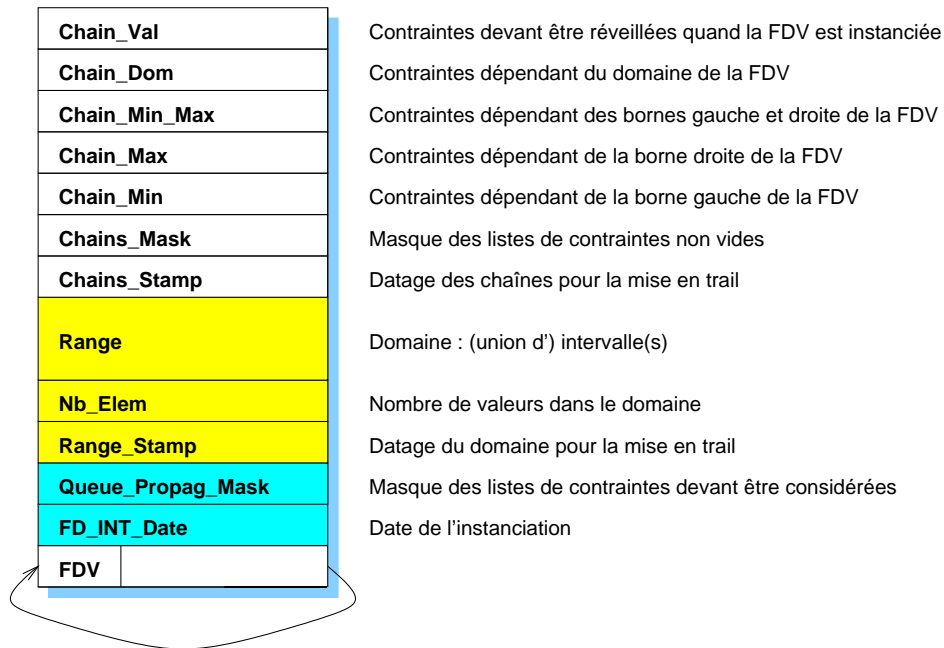 Chain_Val Contraintes devant être réveillées quand la FDV est instanciée
Chain_Dom Contraintes dépendant du domaine de la FDV
Chain_Min_Max Contraintes dépendant des bornes gauche et droite de la FDV
Chain_Max Contraintes dépendant de la borne droite de la FDV
Chain_Min Contraintes dépendant de la borne gauche de la FDV
Chains_Mask Masque des listes de contraintes non vides
Chains_Stamp Datage des chaînes pour la mise en trail
Range Domaine : (union d') intervalle(s)
Nb_Elem Nombre de valeurs dans le domaine
Range_Stamp Datage du domaine pour la mise en trail
Queue_Propag_Mask Masque des listes de contraintes devant être considérées
FD_INT_Date Date de l'instanciation
FDV